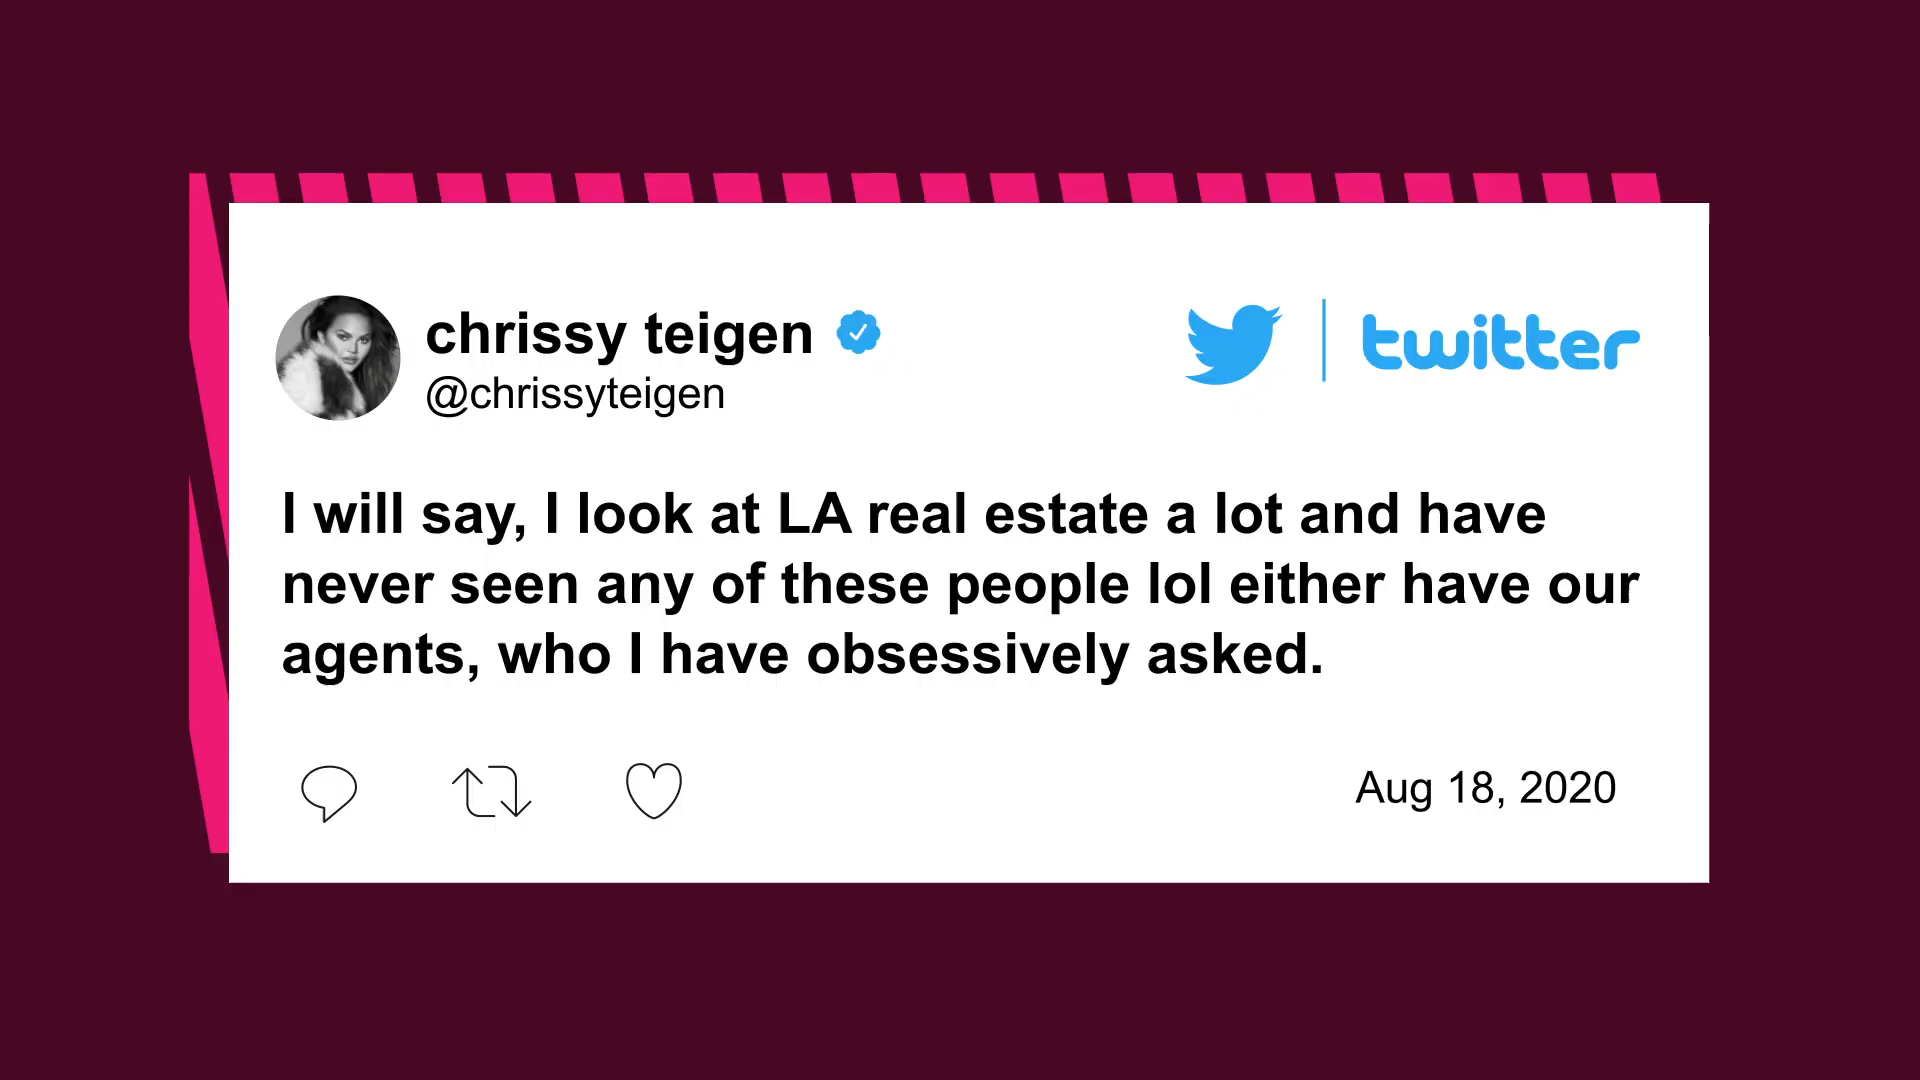 chrissy teigen
@chrissyteigen
twitter
I will say, I look at LA real estate a lot and have
never seen any of these people lol either have our
agents, who I have obsessively asked.
Aug 18, 2020